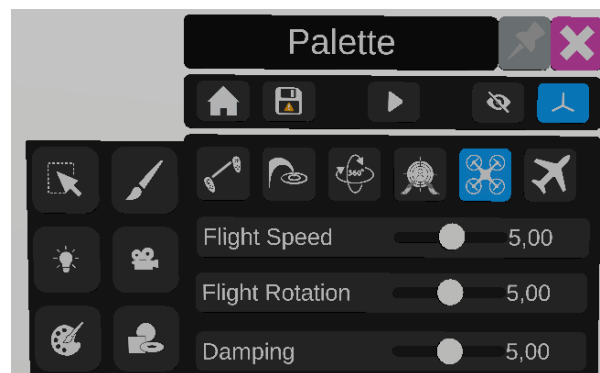 Palette
360°
Flight Speed 5,00
Flight Rotation 5,00
Damping 5,00